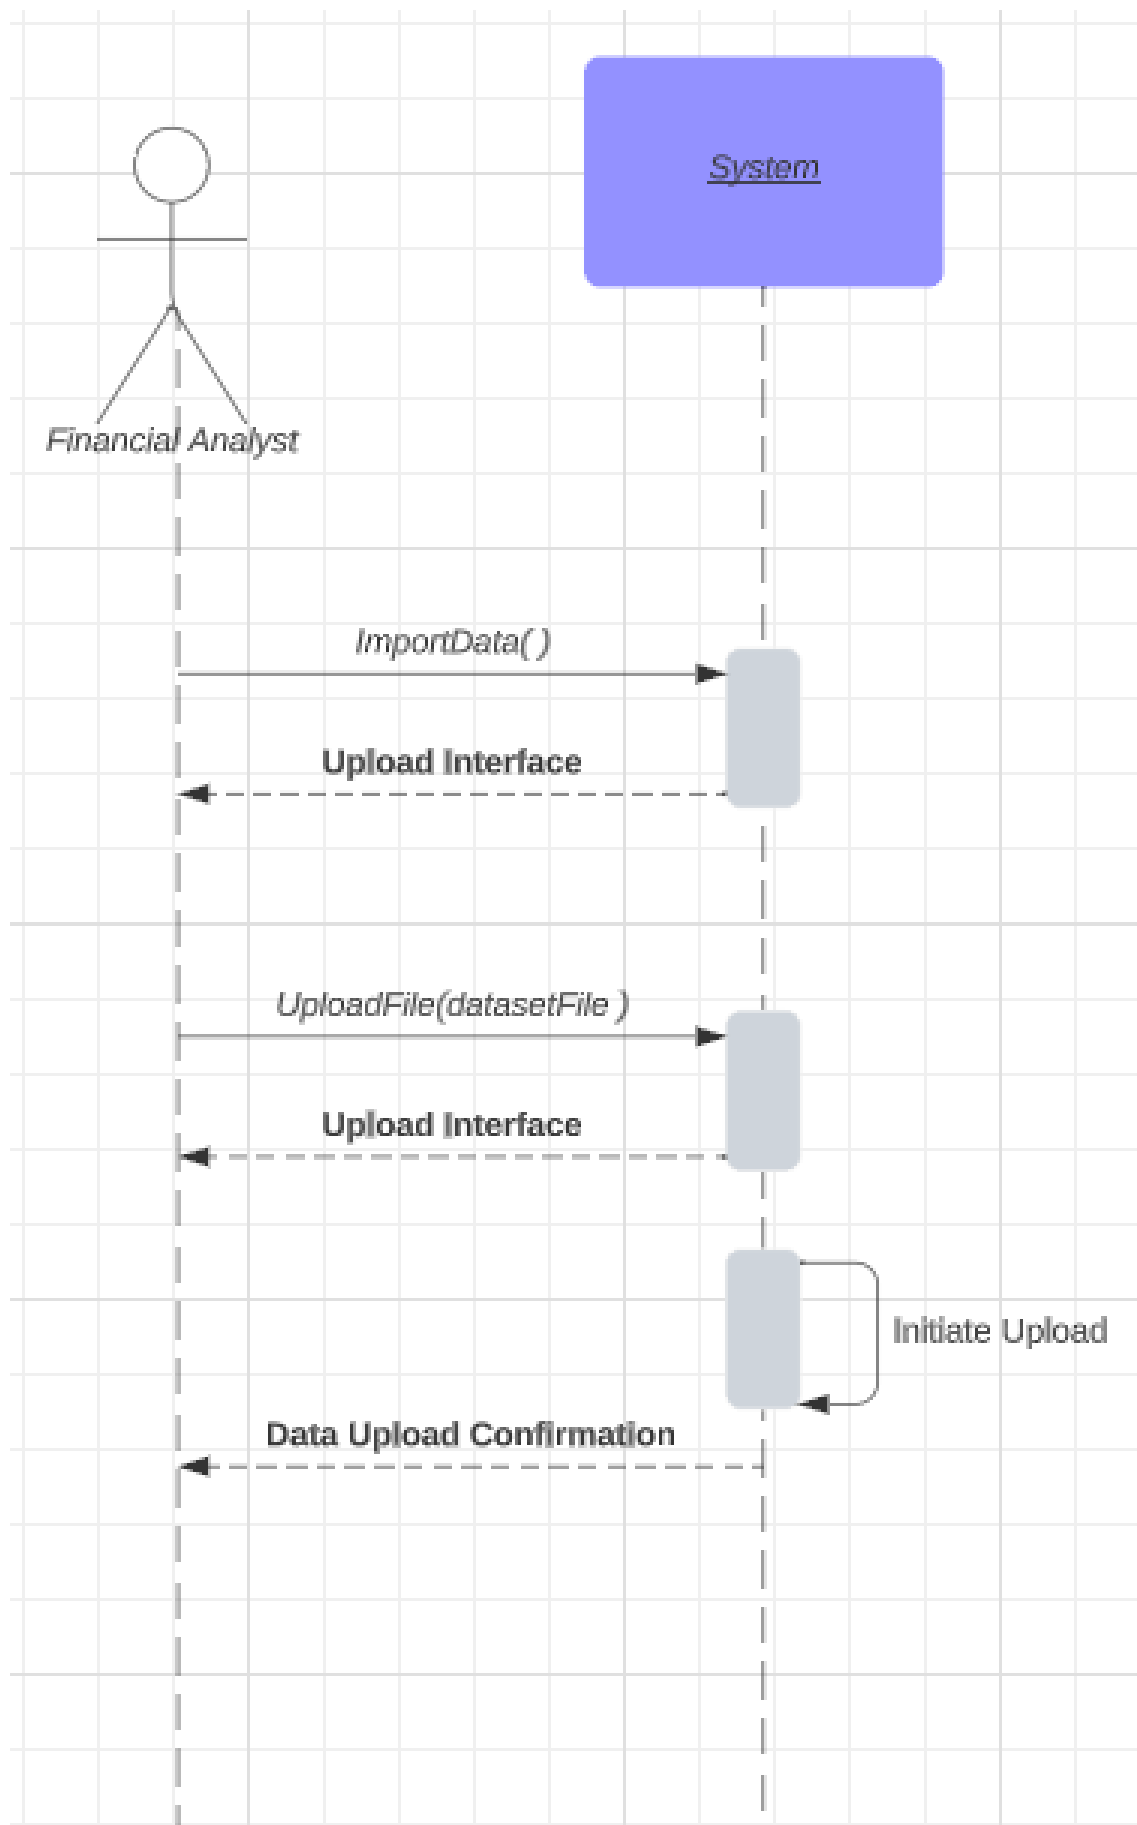 System
Financial Analyst
ImportData( )
Upload Interface
UploadFile(datasetFile )
Upload Interface
Initiate Upload
Data Upload Confirmation